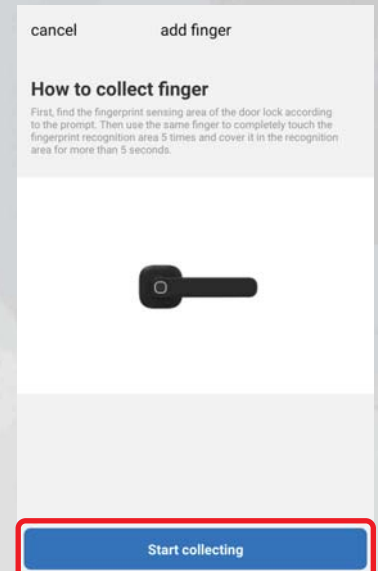 cancel add finger
How to collect finger
First, find the fingerprint sensing area of the door lock according
to the prompt. Then use the same finger to completely touch the
fingerprint recognition area 5 times and cover it in the recognition
area for more than 5 seconds.
Start collecting